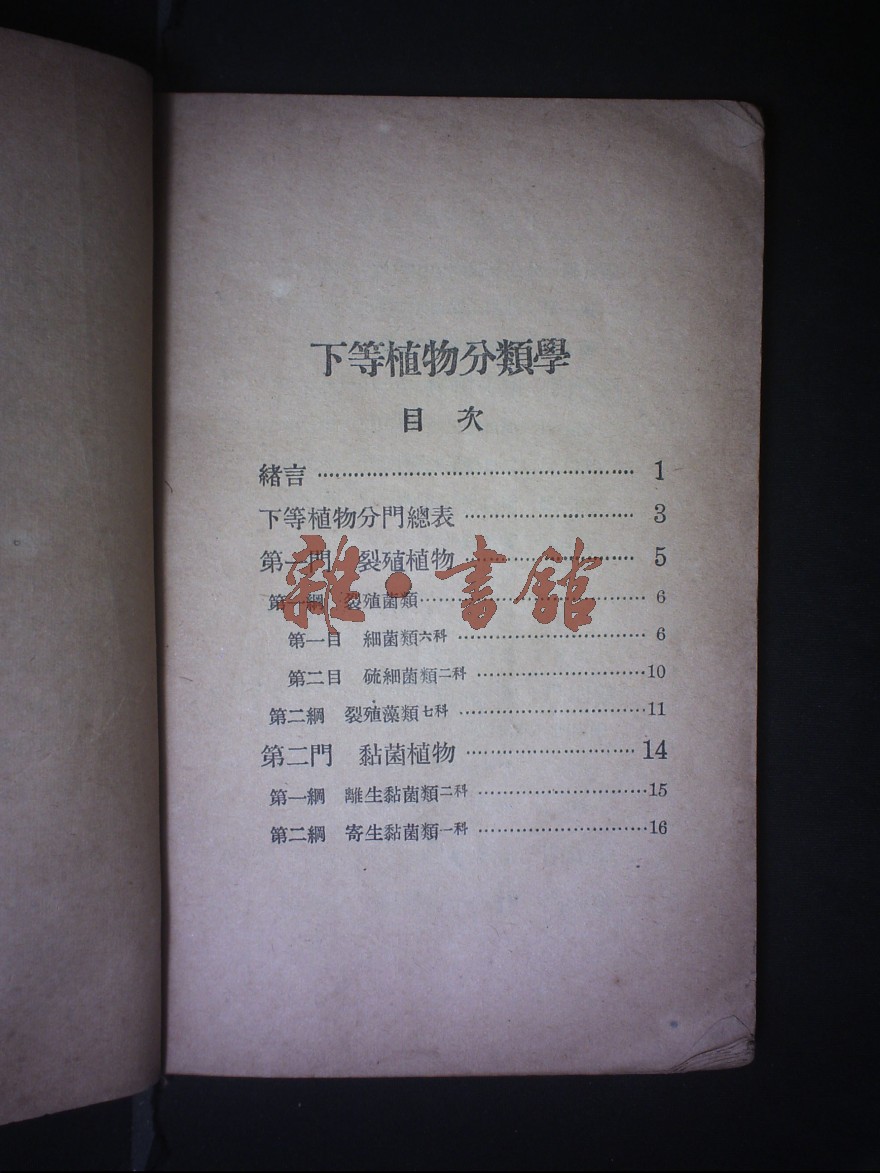 下等植物分類學
目次
緒言 ………………………………………… 1
下等植物分門總表 ……………………… 3
第一門 裂殖植物 ……………………… 5
第一綱 裂殖菌類 ……………………… 6
第一目 細菌類六科 …………………… 6
第二目 硫細菌類二科 ………………… 10
第二綱 裂殖藻類七科 ………………… 11
第二門 黏菌植物 ……………………… 14
第一綱 離生黏菌類二科 ……………… 15
第二綱 寄生黏菌類一科 ……………… 16
雜·書館